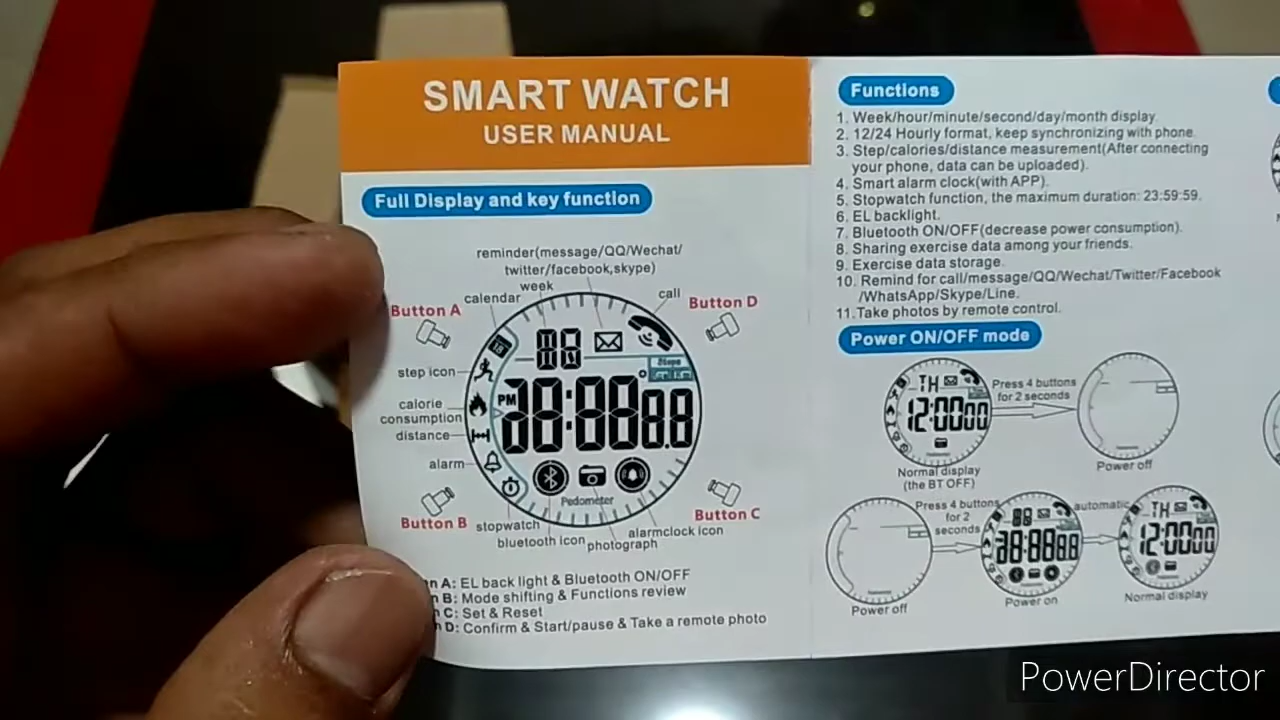 SMART WATCH
USER MANUAL
Full Display and key function
reminder(message/QQ/Wechat/
twitter/facebook,skype)
week
calendar
call
Button A
Button D
step icon
calorie
consumption
distance
alarm
PM
88:88 8.8
Pedometer
Button B
Button C
stopwatch
bluetooth icon
photograph
alarmclock icon
A: EL back light & Bluetooth ON/OFF
B: Mode shifting & Functions review
C: Set & Reset
D: Confirm & Start/pause & Take a remote photo
Functions
1. Week/hour/minute/second/day/month display.
2. 12/24 Hourly format, keep synchronizing with phone.
3. Step/calories/distance measurement(After connecting
your phone, data can be uploaded).
4. Smart alarm clock(with APP).
5. Stopwatch function, the maximum duration: 23:59:59.
6. EL backlight.
7. Bluetooth ON/OFF(decrease power consumption).
8. Sharing exercise data among your friends.
9. Exercise data storage.
10. Remind for call/message/QQ/Wechat/Twitter/Facebook
/WhatsApp/Skype/Line.
11. Take photos by remote control.
Power ON/OFF mode
TH
12:0000
Press 4 buttons
for 2 seconds
Normal display
(the BT OFF)
Power off
Press 4 buttons
for 2
seconds
automatic
TH
12:0000
Power off
Power on
Normal display
PowerDirector